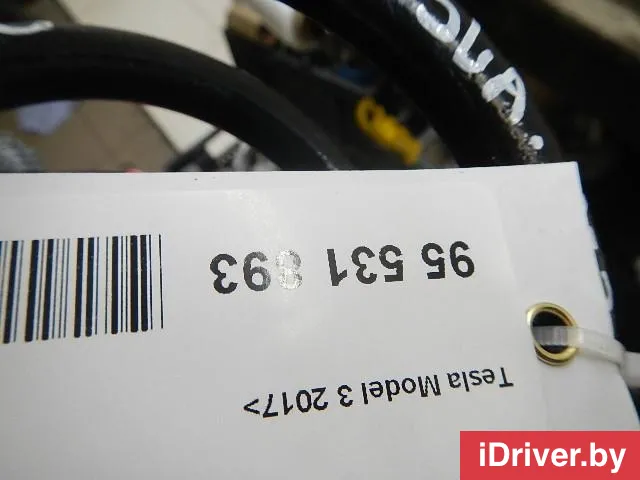 Tesla Model 3 2017>
95 531 893
iDriver.by